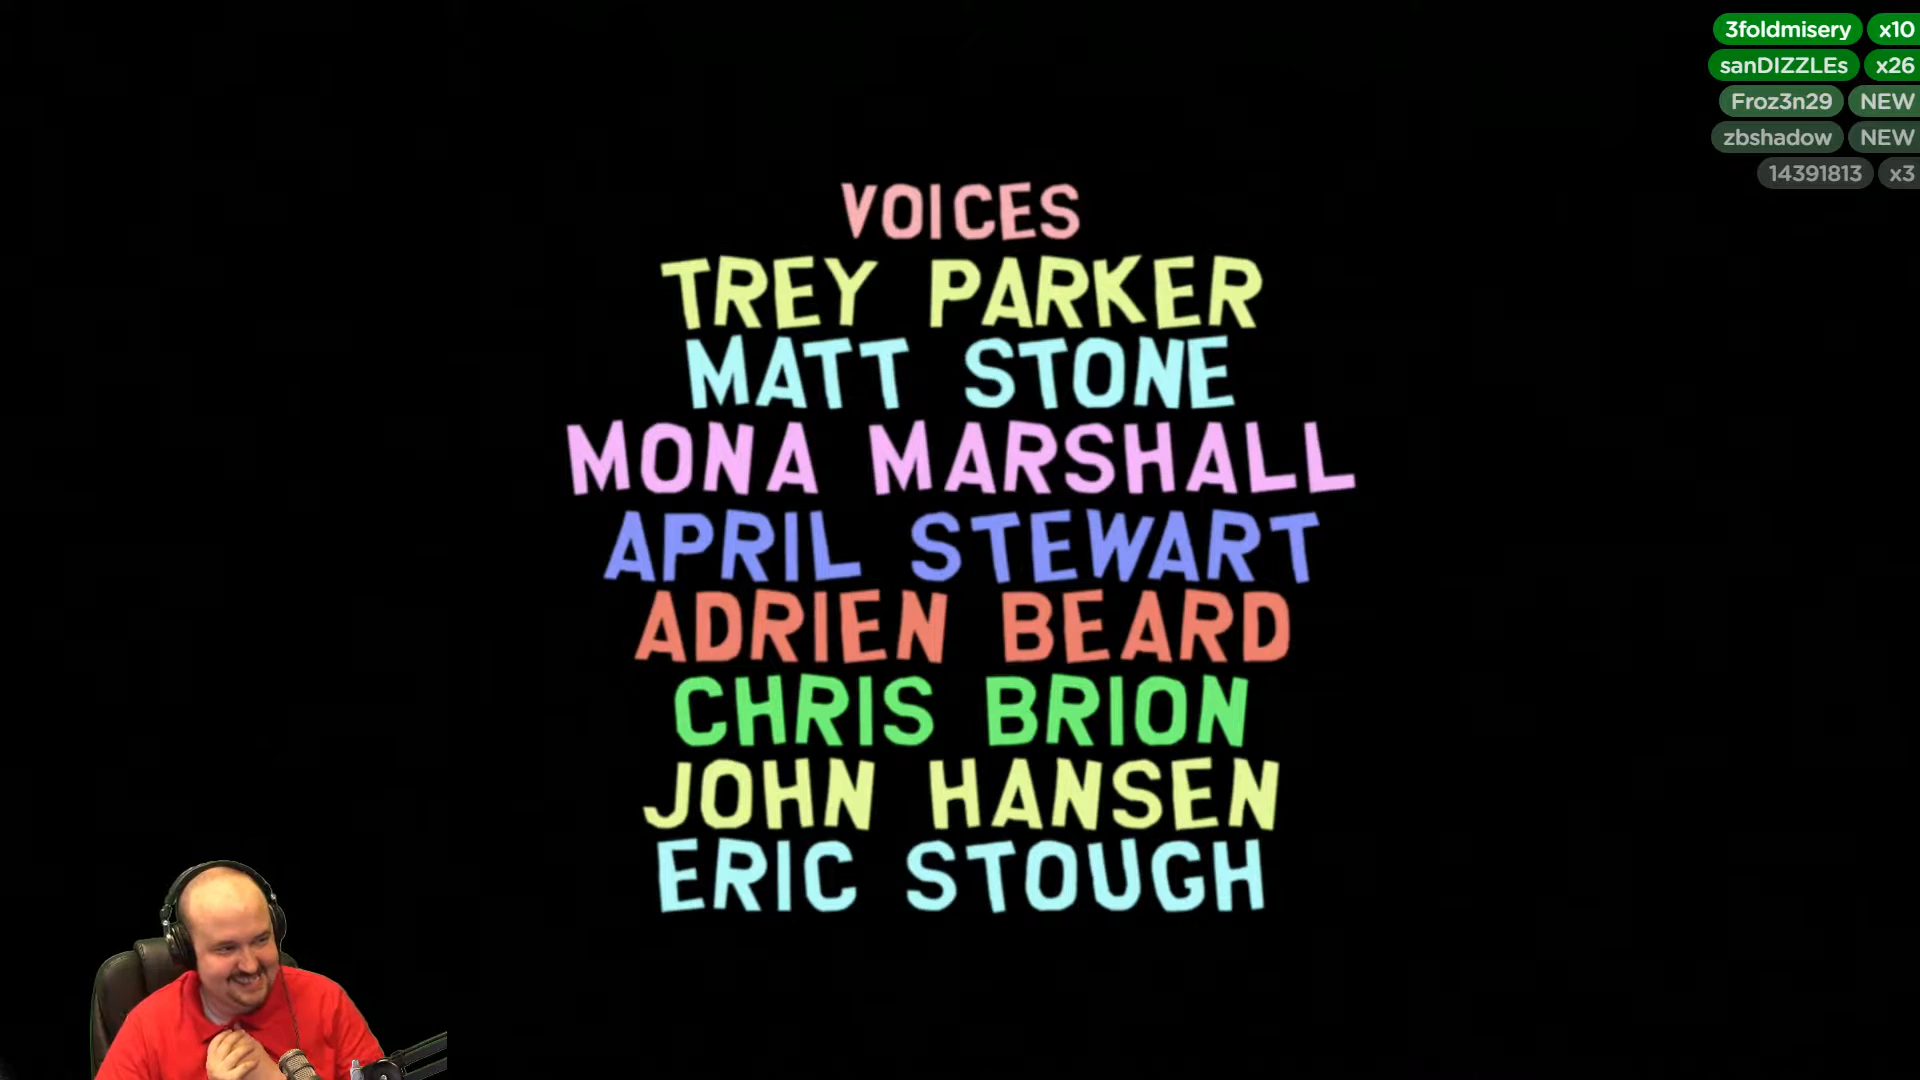 3foldmisery x10
sanDIZZLEs x26
Froz3n29 NEW
zbshadow NEW
14391813 x3
VOICES
TREY PARKER
MATT STONE
MONA MARSHALL
APRIL STEWART
ADRIEN BEARD
CHRIS BRION
JOHN HANSEN
ERIC STOUGH